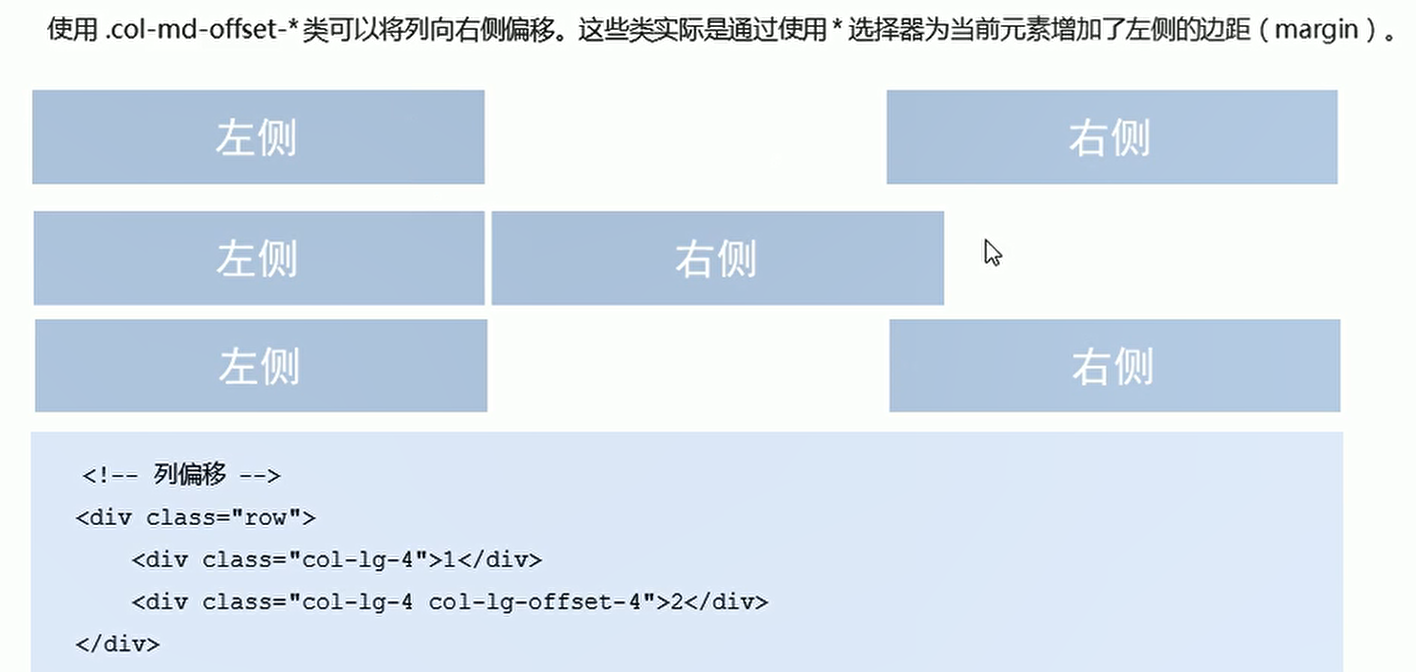 使用 .col-md-offset-* 类可以将列向右侧偏移。这些类实际是通过使用 * 选择器为当前元素增加了左侧的边距（margin）。
左侧 右侧
左侧 右侧
左侧 右侧
<!-- 列偏移 -->
<div class="row">
    <div class="col-lg-4">1</div>
    <div class="col-lg-4 col-lg-offset-4">2</div>
</div>